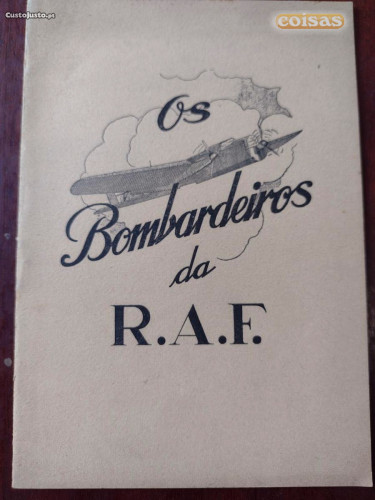 CustoJusto.pt
coisas
Os
Bombardeiros
da
R.A.F.